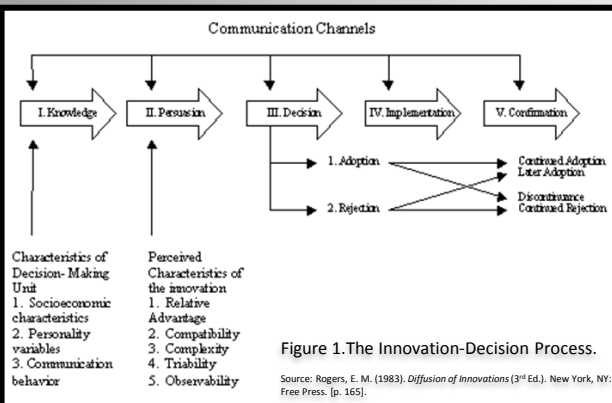 Communication Channels
I. Knowledge
II. Persuasion
III. Decision
IV. Implementation
V. Confirmation
1. Adoption
Continued Adoption
Later Adoption
Discontinuance
2. Rejection
Continued Rejection
Characteristics of
Decision- Making
Unit
1. Socioeconomic
characteristics
2. Personality
variables
3. Communication
behavior
Perceived
Characteristics of
the innovation
1. Relative
Advantage
2. Compatibility
3. Complexity
4. Triability
5. Observability
Figure 1.The Innovation-Decision Process.
Source: Rogers, E. M. (1983). Diffusion of Innovations (3rd Ed.). New York, NY:
Free Press. [p. 165].